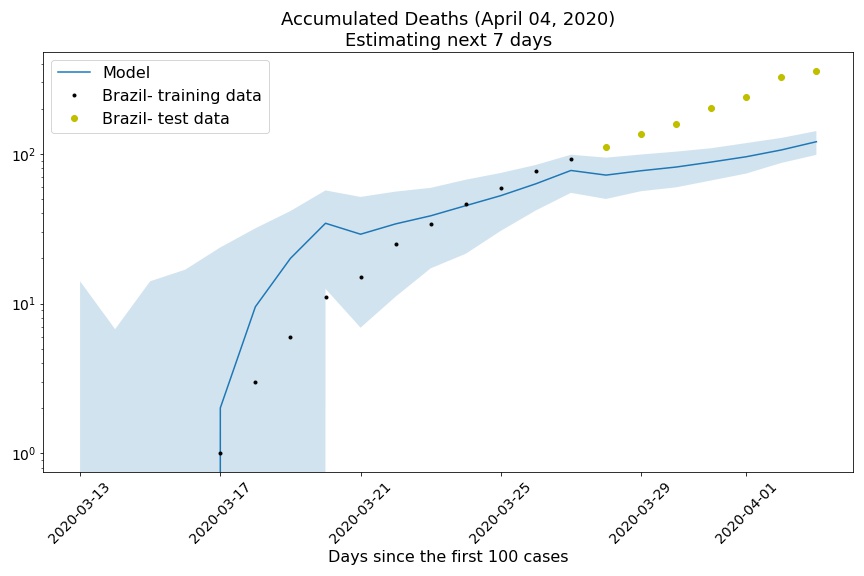 Accumulated Deaths (April 04, 2020)
Estimating next 7 days
Model
Brazil- training data
Brazil- test data
10²
10¹
10⁰
2020-03-13
2020-03-17
2020-03-21
2020-03-25
2020-03-29
2020-04-01
Days since the first 100 cases